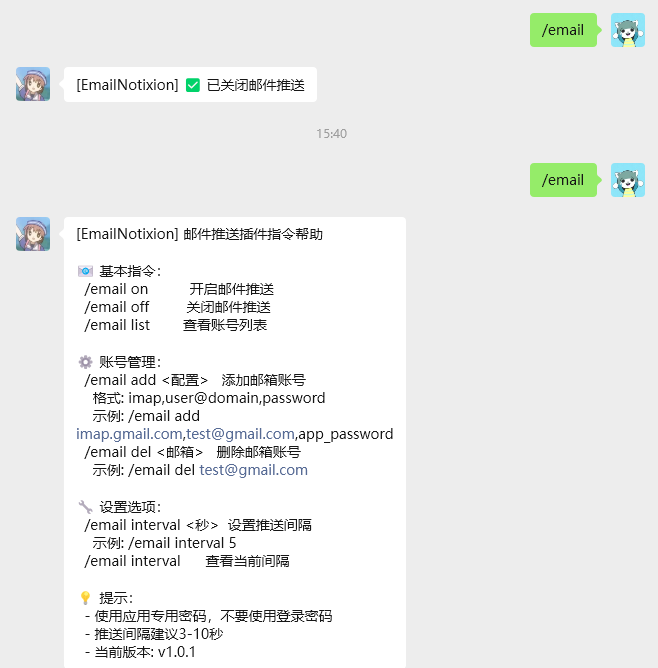 /email
[EmailNotixion] ✅ 已关闭邮件推送
15:40
/email
[EmailNotixion] 邮件推送插件指令帮助
📧 基本指令：
/email on 开启邮件推送
/email off 关闭邮件推送
/email list 查看账号列表
⚙️ 账号管理：
/email add <配置> 添加邮箱账号
格式: imap,user@domain,password
示例: /email add
imap.gmail.com,test@gmail.com,app_password
/email del <邮箱> 删除邮箱账号
示例: /email del test@gmail.com
🔧 设置选项：
/email interval <秒> 设置推送间隔
示例: /email interval 5
/email interval 查看当前间隔
💡 提示：
- 使用应用专用密码，不要使用登录密码
- 推送间隔建议3-10秒
- 当前版本: v1.0.1